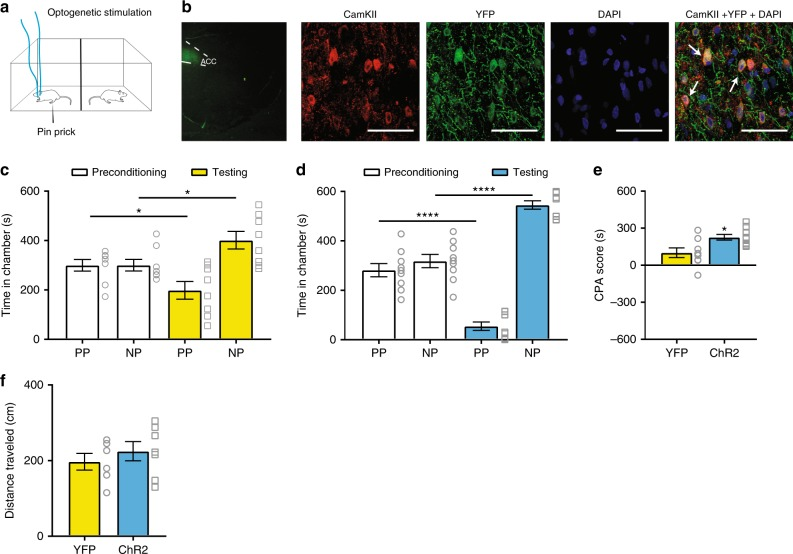 a
Optogenetic stimulation
Pin prick
b
CamKII
YFP
DAPI
CamKII +YFP + DAPI
ACC
c
Preconditioning
Testing
Time in chamber (s)
600
400
200
0
*
*
PP
NP
PP
NP
d
Preconditioning
Testing
Time in chamber (s)
600
400
200
0
****
****
PP
NP
PP
NP
e
CPA score (s)
600
300
0
−300
−600
*
YFP
ChR2
f
Distance traveled (cm)
400
200
0
YFP
ChR2